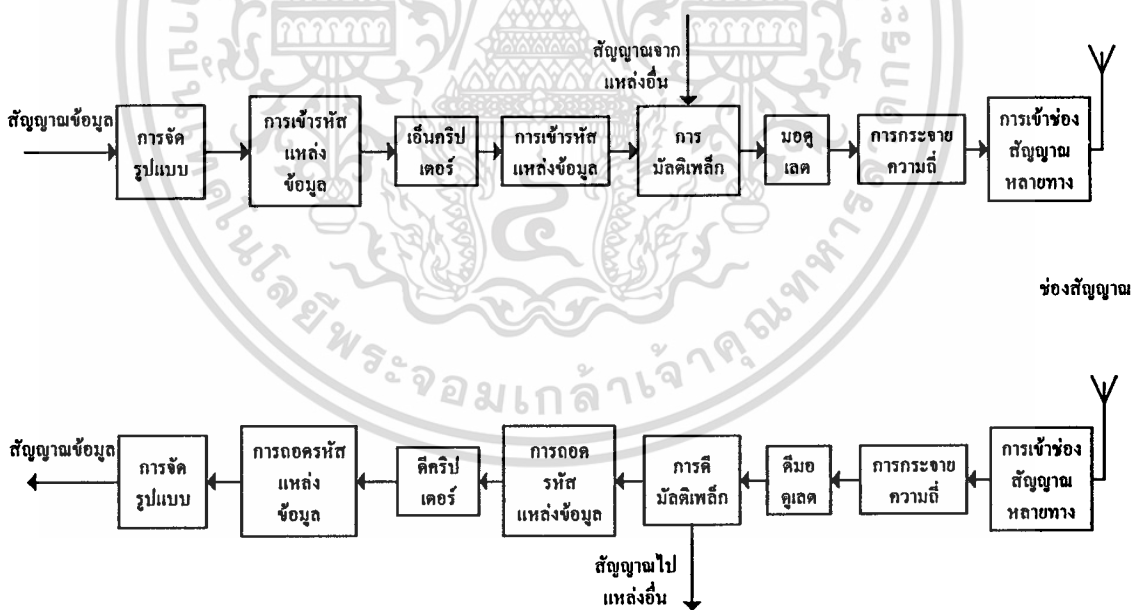 สัญญาณจาก
แหล่งอื่น
สัญญาณข้อมูล
การจัด
รูปแบบ
การเข้ารหัส
แหล่ง
ข้อมูล
เอ็นคริป
เตอร์
การเข้ารหัส
แหล่งข้อมูล
การ
มัลติเพล็ก
มอดู
เลต
การกระจาย
ความถี่
การเข้าช่อง
สัญญาณ
หลายทาง
ช่องสัญญาณ
สัญญาณข้อมูล
การจัด
รูปแบบ
การถอดรหัส
แหล่ง
ข้อมูล
ดีคริป
เตอร์
การถอด
รหัส
แหล่งข้อมูล
การดี
มัลติเพล็ก
ดีมอ
ดูเลต
การกระจาย
ความถี่
การเข้าช่อง
สัญญาณ
หลายทาง
สัญญาณไป
แหล่งอื่น